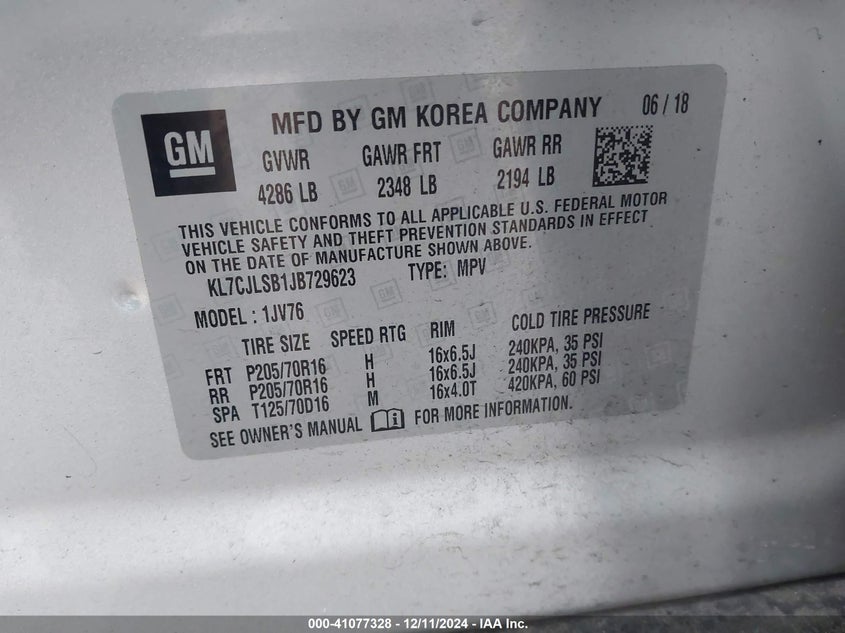 GM
MFD BY GM KOREA COMPANY 06 / 18
GVWR GAWR FRT GAWR RR
4286 LB 2348 LB 2194 LB
THIS VEHICLE CONFORMS TO ALL APPLICABLE U.S. FEDERAL MOTOR
VEHICLE SAFETY AND THEFT PREVENTION STANDARDS IN EFFECT
ON THE DATE OF MANUFACTURE SHOWN ABOVE.
KL7CJLSB1JB729623 TYPE: MPV
MODEL : 1JV76
TIRE SIZE SPEED RTG RIM COLD TIRE PRESSURE
FRT P205/70R16 H 16x6.5J 240KPA, 35 PSI
RR P205/70R16 H 16x6.5J 240KPA, 35 PSI
SPA T125/70D16 M 16x4.0T 420KPA, 60 PSI
SEE OWNER'S MANUAL FOR MORE INFORMATION.
000-41077328 - 12/11/2024 - IAA Inc.